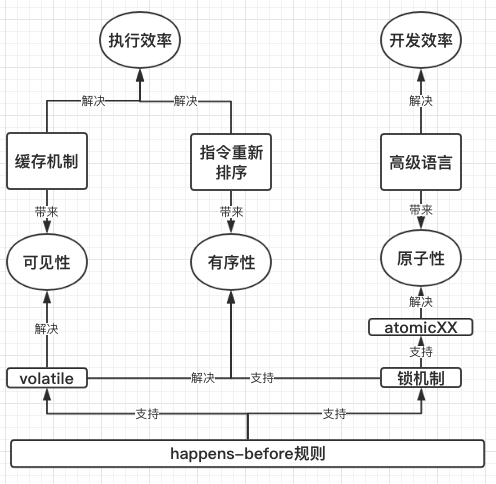 执行效率
开发效率
解决
解决
解决
缓存机制
指令重新
排序
高级语言
带来
带来
带来
可见性
有序性
原子性
解决
解决
atomicXX
支持
volatile
解决
支持
锁机制
支持
支持
happens-before规则